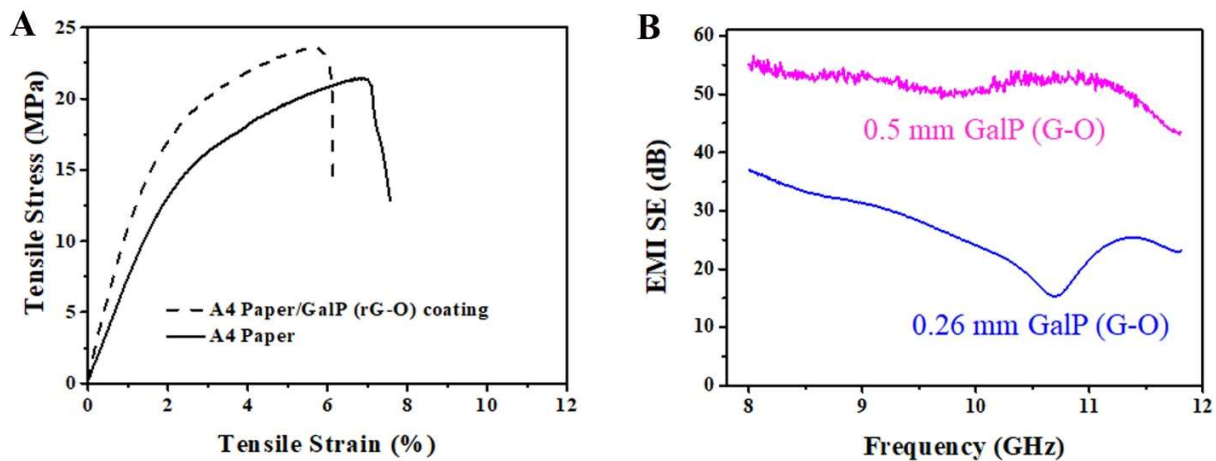 A
25
20
15
10
5
0
Tensile Stress (MPa)
A4 Paper/GalP (rG-O) coating
A4 Paper
0 2 4 6 8 10 12
Tensile Strain (%)
B
60
50
40
30
20
10
0
EMI SE (dB)
0.5 mm GalP (G-O)
0.26 mm GalP (G-O)
8 9 10 11 12
Frequency (GHz)